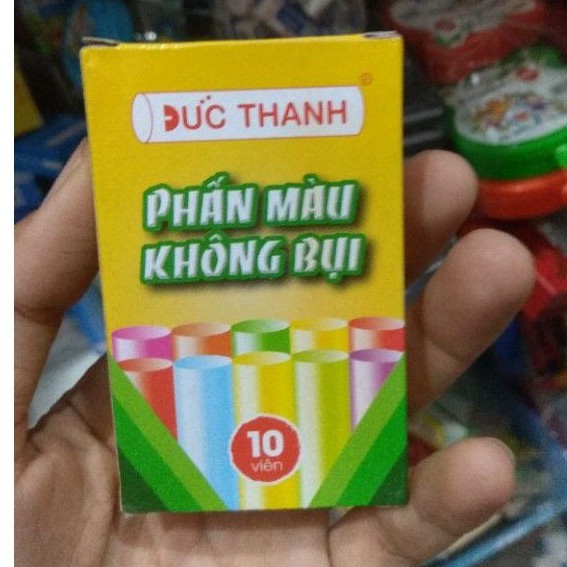 ĐỨC THANH ®
PHẤN MÀU
KHÔNG BỤI
10
viên